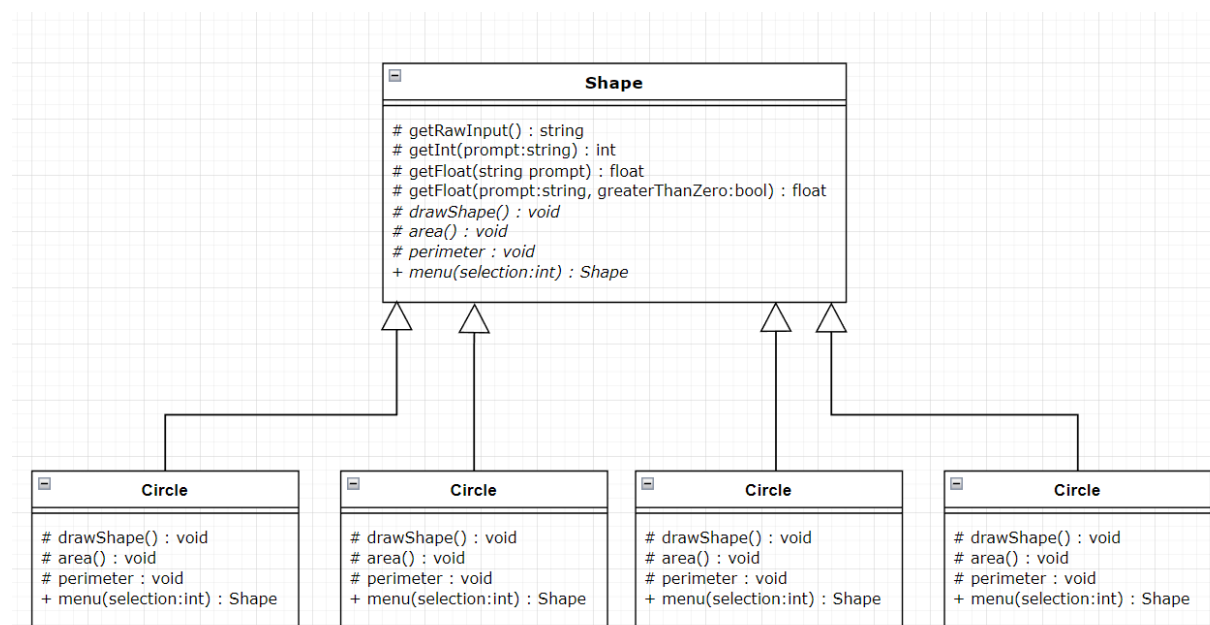 Shape
# getRawInput() : string
# getInt(prompt:string) : int
# getFloat(string prompt) : float
# getFloat(prompt:string, greaterThanZero:bool) : float
# drawShape() : void
# area() : void
# perimeter : void
+ menu(selection:int) : Shape
Circle
# drawShape() : void
# area() : void
# perimeter : void
+ menu(selection:int) : Shape
Circle
# drawShape() : void
# area() : void
# perimeter : void
+ menu(selection:int) : Shape
Circle
# drawShape() : void
# area() : void
# perimeter : void
+ menu(selection:int) : Shape
Circle
# drawShape() : void
# area() : void
# perimeter : void
+ menu(selection:int) : Shape